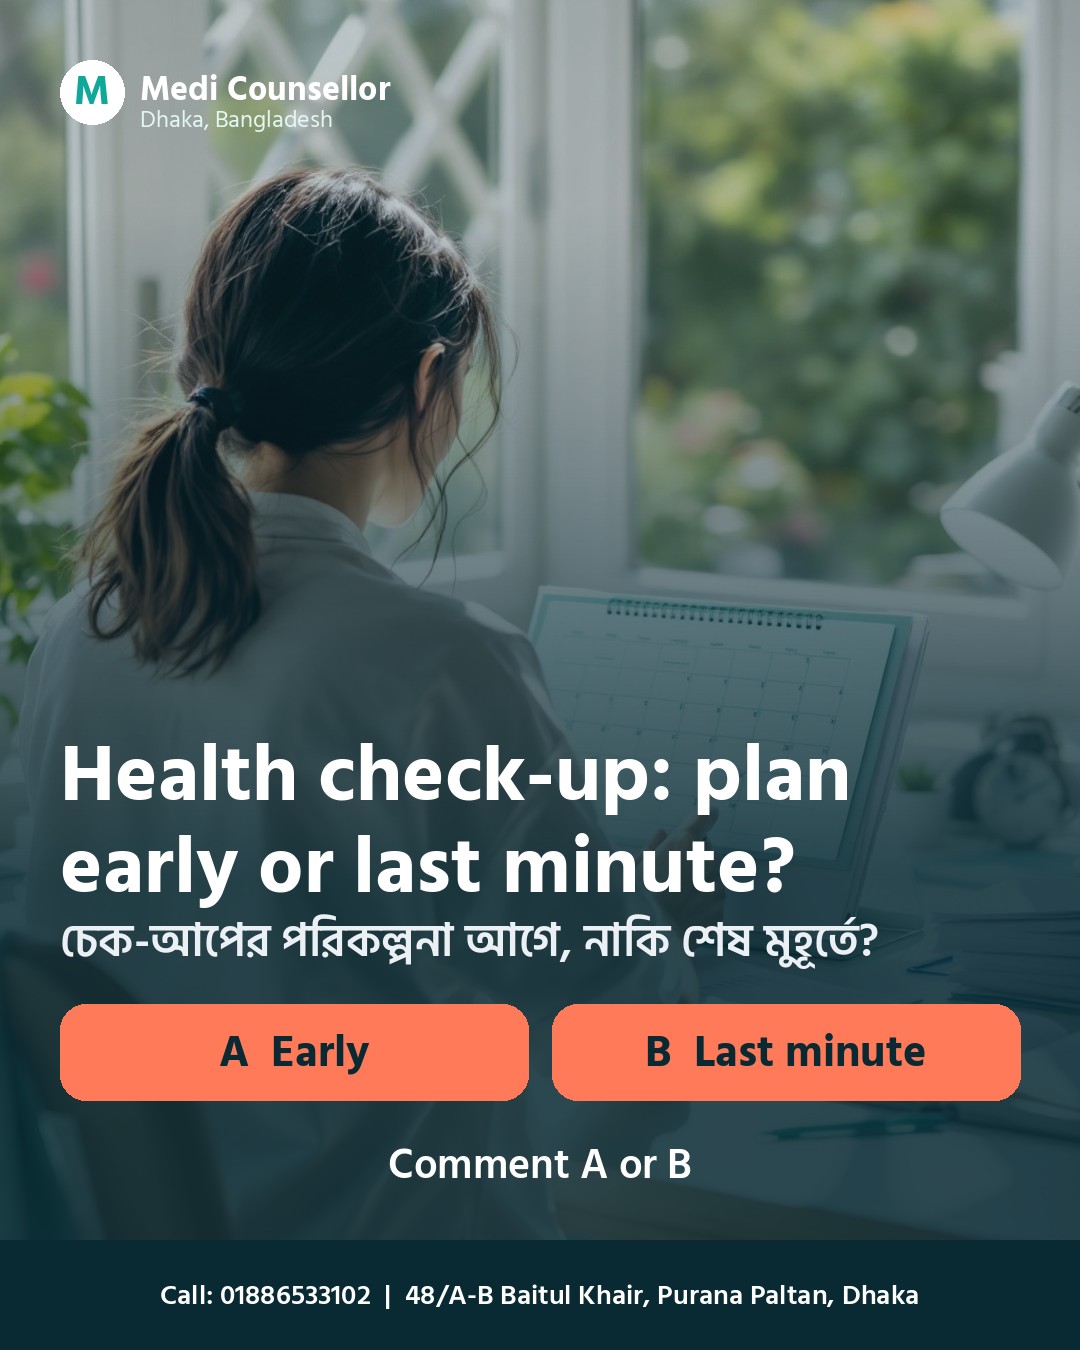 M
Medi Counsellor
Dhaka, Bangladesh
Health check-up: plan
early or last minute?
চেক-আপের পরিকল্পনা আগে, নাকি শেষ মুহূর্তে?
A Early
B Last minute
Comment A or B
Call: 01886533102 | 48/A-B Baitul Khair, Purana Paltan, Dhaka